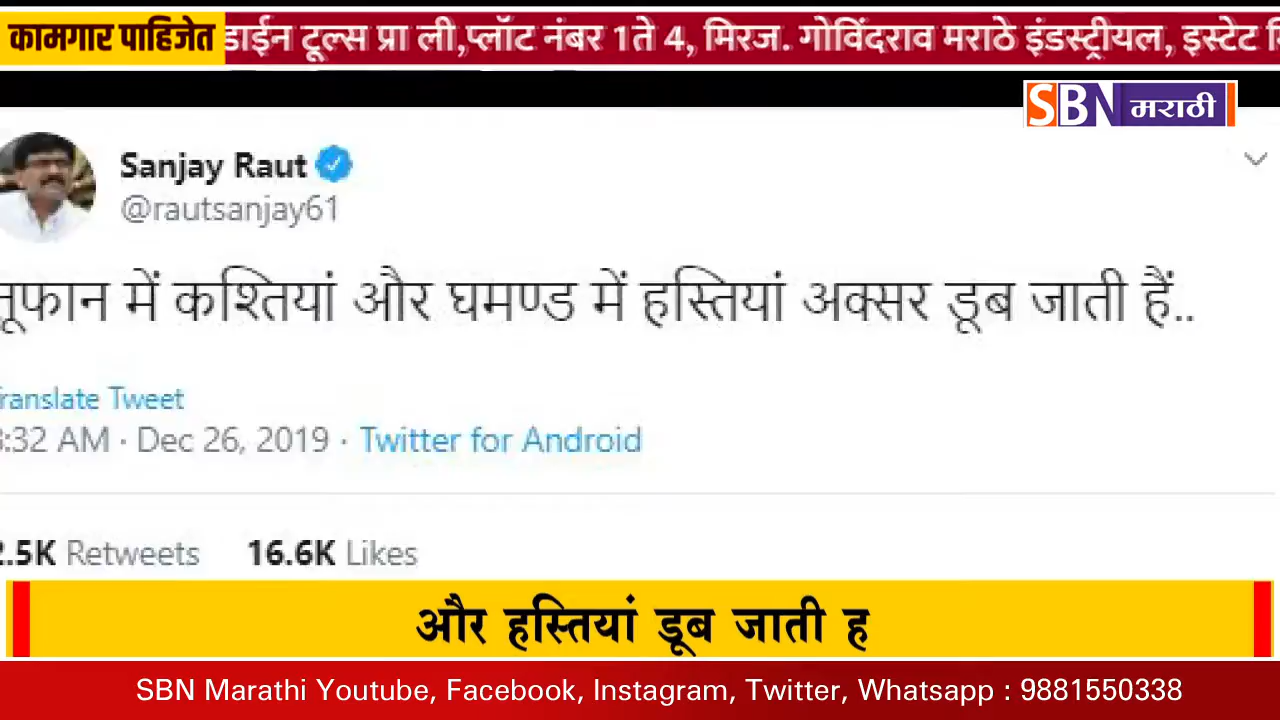 कामगार पाहिजेत डाईन टूल्स प्रा ली,प्लॉट नंबर 1ते 4, मिरज. गोविंदराव मराठे इंडस्ट्रीयल, इस्टेट
SBN मराठी
Sanjay Raut
@rautsanjay61
तूफान में कश्तियां और घमण्ड में हस्तियां अक्सर डूब जाती हैं..
ranslate Tweet
:32 AM · Dec 26, 2019 · Twitter for Android
2.5K Retweets 16.6K Likes
और हस्तियां डूब जाती ह
SBN Marathi Youtube, Facebook, Instagram, Twitter, Whatsapp : 9881550338